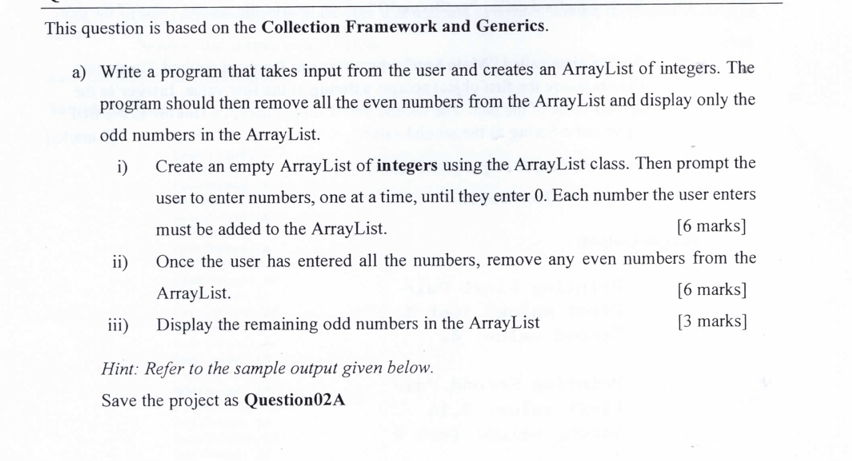 This question is based on the Collection Framework and Generics.
a) Write a program that takes input from the user and creates an ArrayList of integers. The
program should then remove all the even numbers from the ArrayList and display only the
odd numbers in the ArrayList.
i) Create an empty ArrayList of integers using the ArrayList class. Then prompt the
user to enter numbers, one at a time, until they enter 0. Each number the user enters
must be added to the ArrayList. [6 marks]
ii) Once the user has entered all the numbers, remove any even numbers from the
ArrayList. [6 marks]
iii) Display the remaining odd numbers in the ArrayList [3 marks]
Hint: Refer to the sample output given below.
Save the project as Question02A